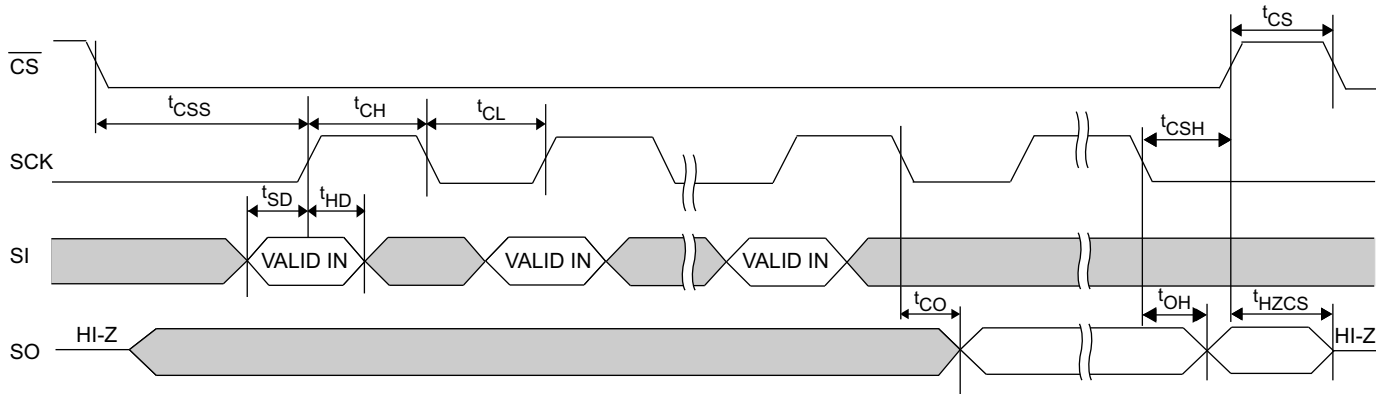 tCS
CS
tCSS
tCH
tCL
tCSH
SCK
tSD
tHD
SI
VALID IN
VALID IN
VALID IN
tCO
tOH
tHZCS
SO
HI-Z
HI-Z